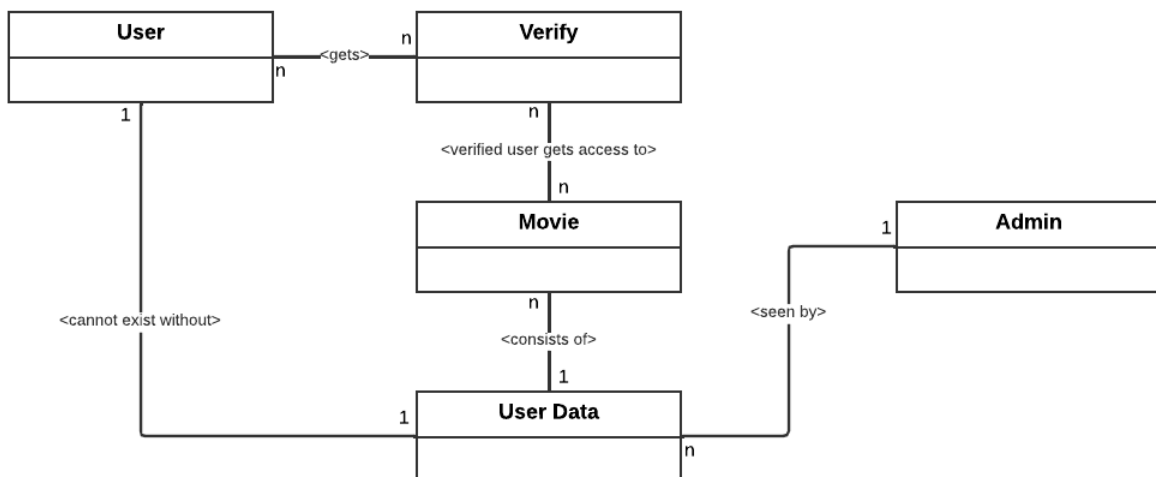 User
Verify
n
<gets>
n
1
n
<verified user gets access to>
n
Movie
Admin
1
n
<cannot exist without>
<seen by>
<consists of>
1
User Data
1
n